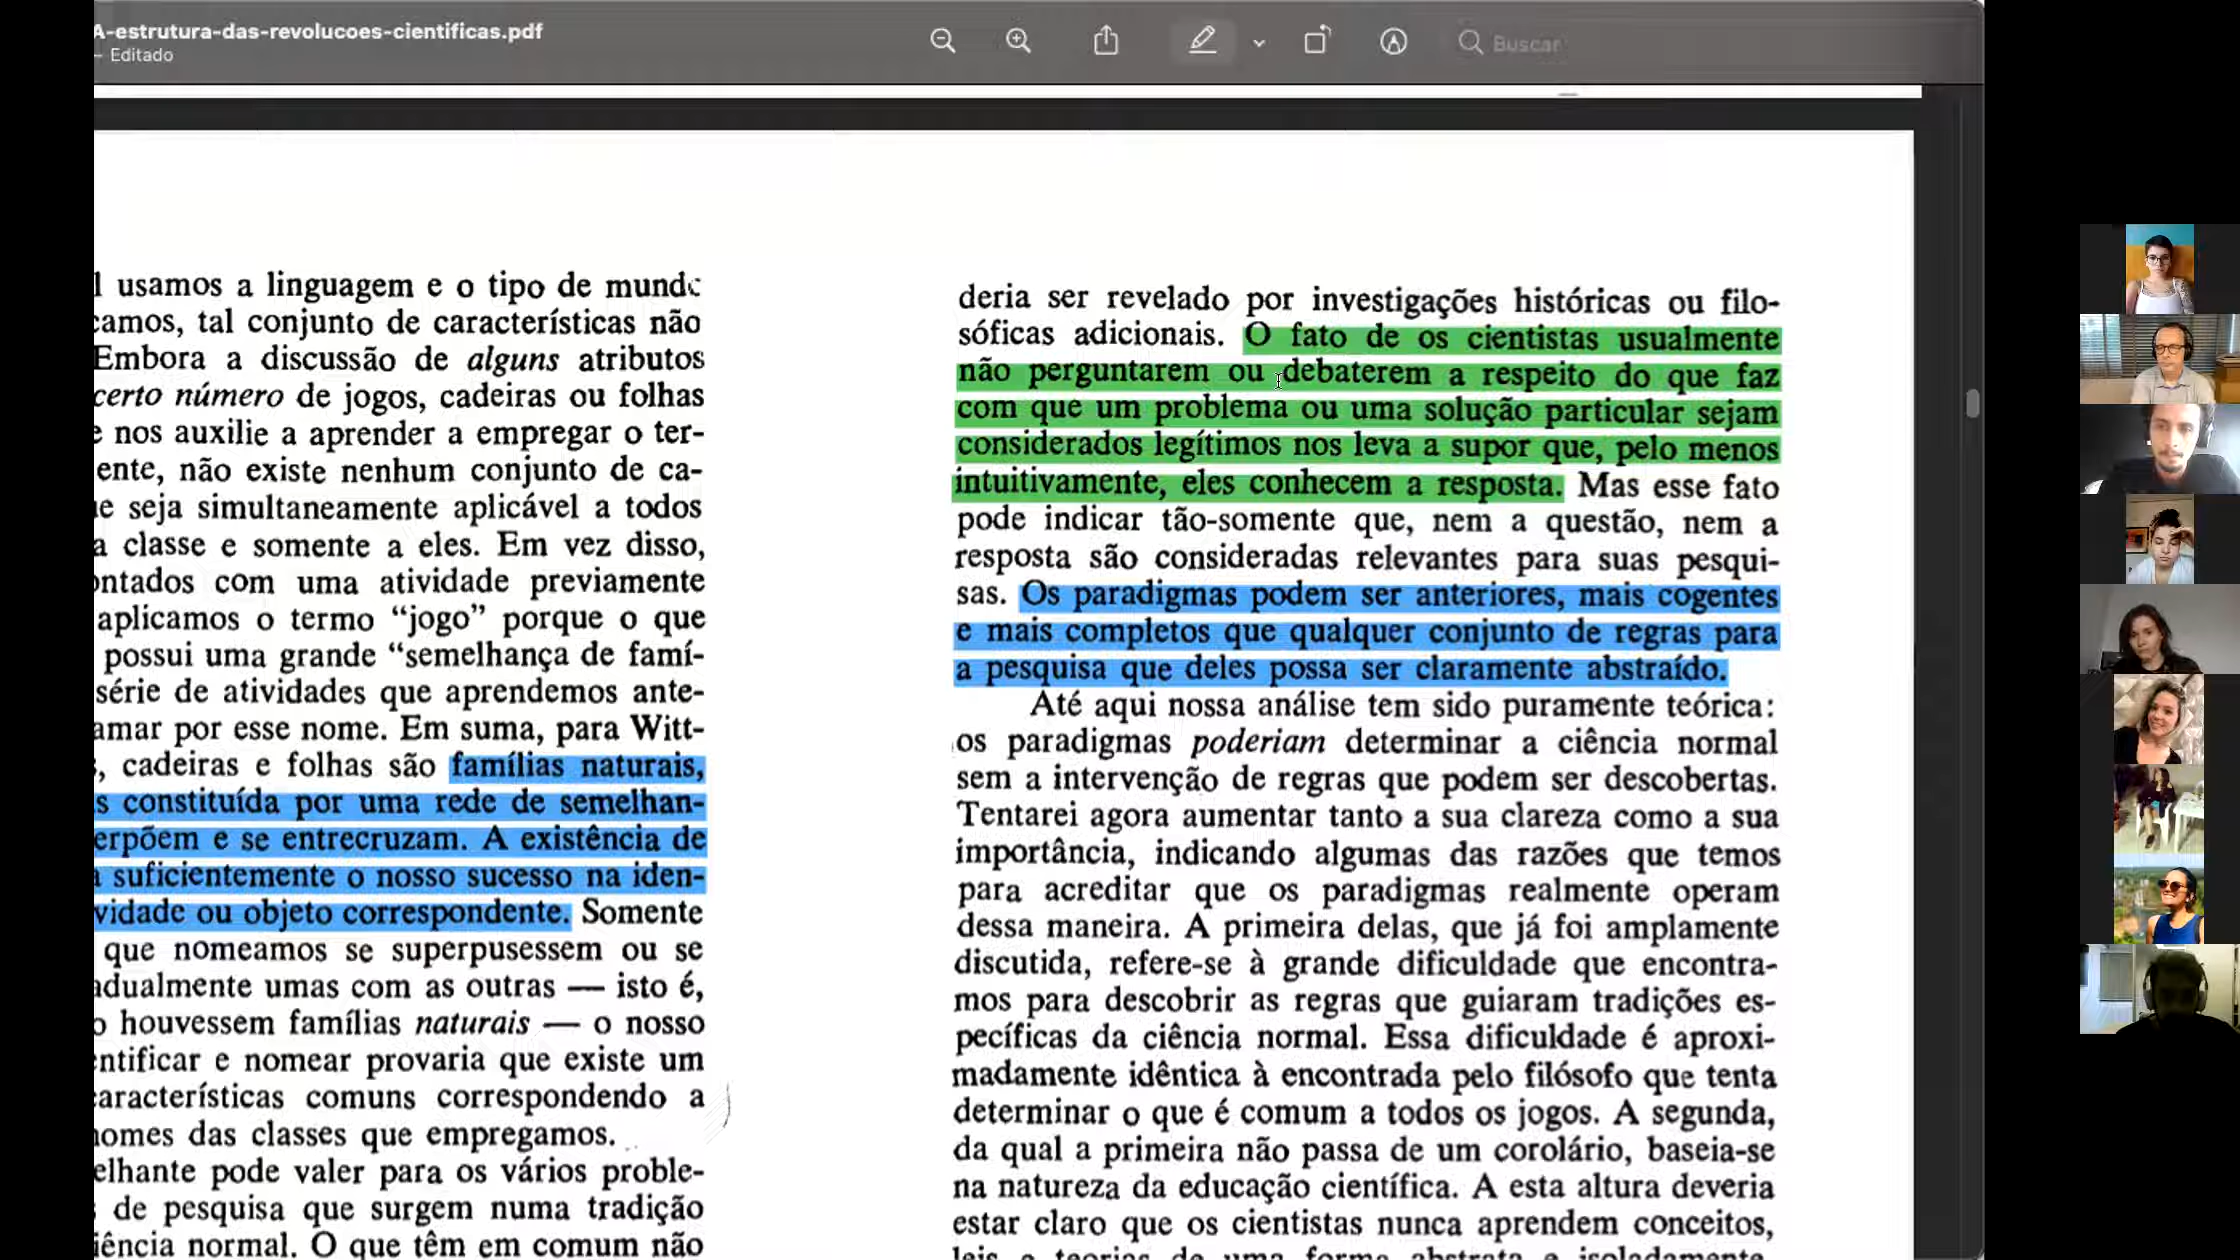 A-estrutura-das-revolucoes-cientificas.pdf
— Editado
Buscar
usamos a linguagem e o tipo de
tal conjunto de características não
Embora a discussão de alguns atributos
certo número de jogos, cadeiras ou folhas
e nos auxilie a aprender a empregar o ter-
não existe nenhum conjunto de ca-
seja simultaneamente aplicável a todos
a classe e somente a eles. Em vez disso,
com uma atividade previamente
aplicamos o termo “jogo” porque o que
possui uma grande “semelhança de famí-
série de atividades que aprendemos ante-
por esse nome. Em suma, para Witt-
cadeiras e folhas são famílias naturais,
constituída por uma rede de semelhan-
e se entrecruzam. A existência de
suficientemente o nosso sucesso na iden-
ou objeto correspondente. Somente
que nomeamos se superpusessem ou se
umas com as outras — isto é,
houvessem famílias naturais — o nosso
e nomear provaria que existe um
características comuns correspondendo a
nomes das classes que empregamos.
pode valer para os vários proble-
de pesquisa que surgem numa tradição
normal. O que têm em comum não
deria ser revelado por investigações históricas ou filo-
sóficas adicionais. O fato de os cientistas usualmente
não perguntarem ou debaterem a respeito do que faz
com que um problema ou uma solução particular sejam
considerados legítimos nos leva a supor que, pelo menos
intuitivamente, eles conhecem a resposta. Mas esse fato
pode indicar tão-somente que, nem a questão, nem a
resposta são consideradas relevantes para suas pesqui-
sas. Os paradigmas podem ser anteriores, mais cogentes
e mais completos que qualquer conjunto de regras para
a pesquisa que deles possa ser claramente abstraído.
Até aqui nossa análise tem sido puramente teórica:
os paradigmas poderiam determinar a ciência normal
sem a intervenção de regras que podem ser descobertas.
Tentarei agora aumentar tanto a sua clareza como a sua
importância, indicando algumas das razões que temos
para acreditar que os paradigmas realmente operam
dessa maneira. A primeira delas, que já foi amplamente
discutida, refere-se à grande dificuldade que encontra-
mos para descobrir as regras que guiaram tradições es-
pecíficas da ciência normal. Essa dificuldade é aproxi-
madamente idêntica à encontrada pelo filósofo que tenta
determinar o que é comum a todos os jogos. A segunda,
da qual a primeira não passa de um corolário, baseia-se
na natureza da educação científica. A esta altura deveria
estar claro que os cientistas nunca aprendem conceitos,
leis e teorias de uma forma abstrata e isoladamente